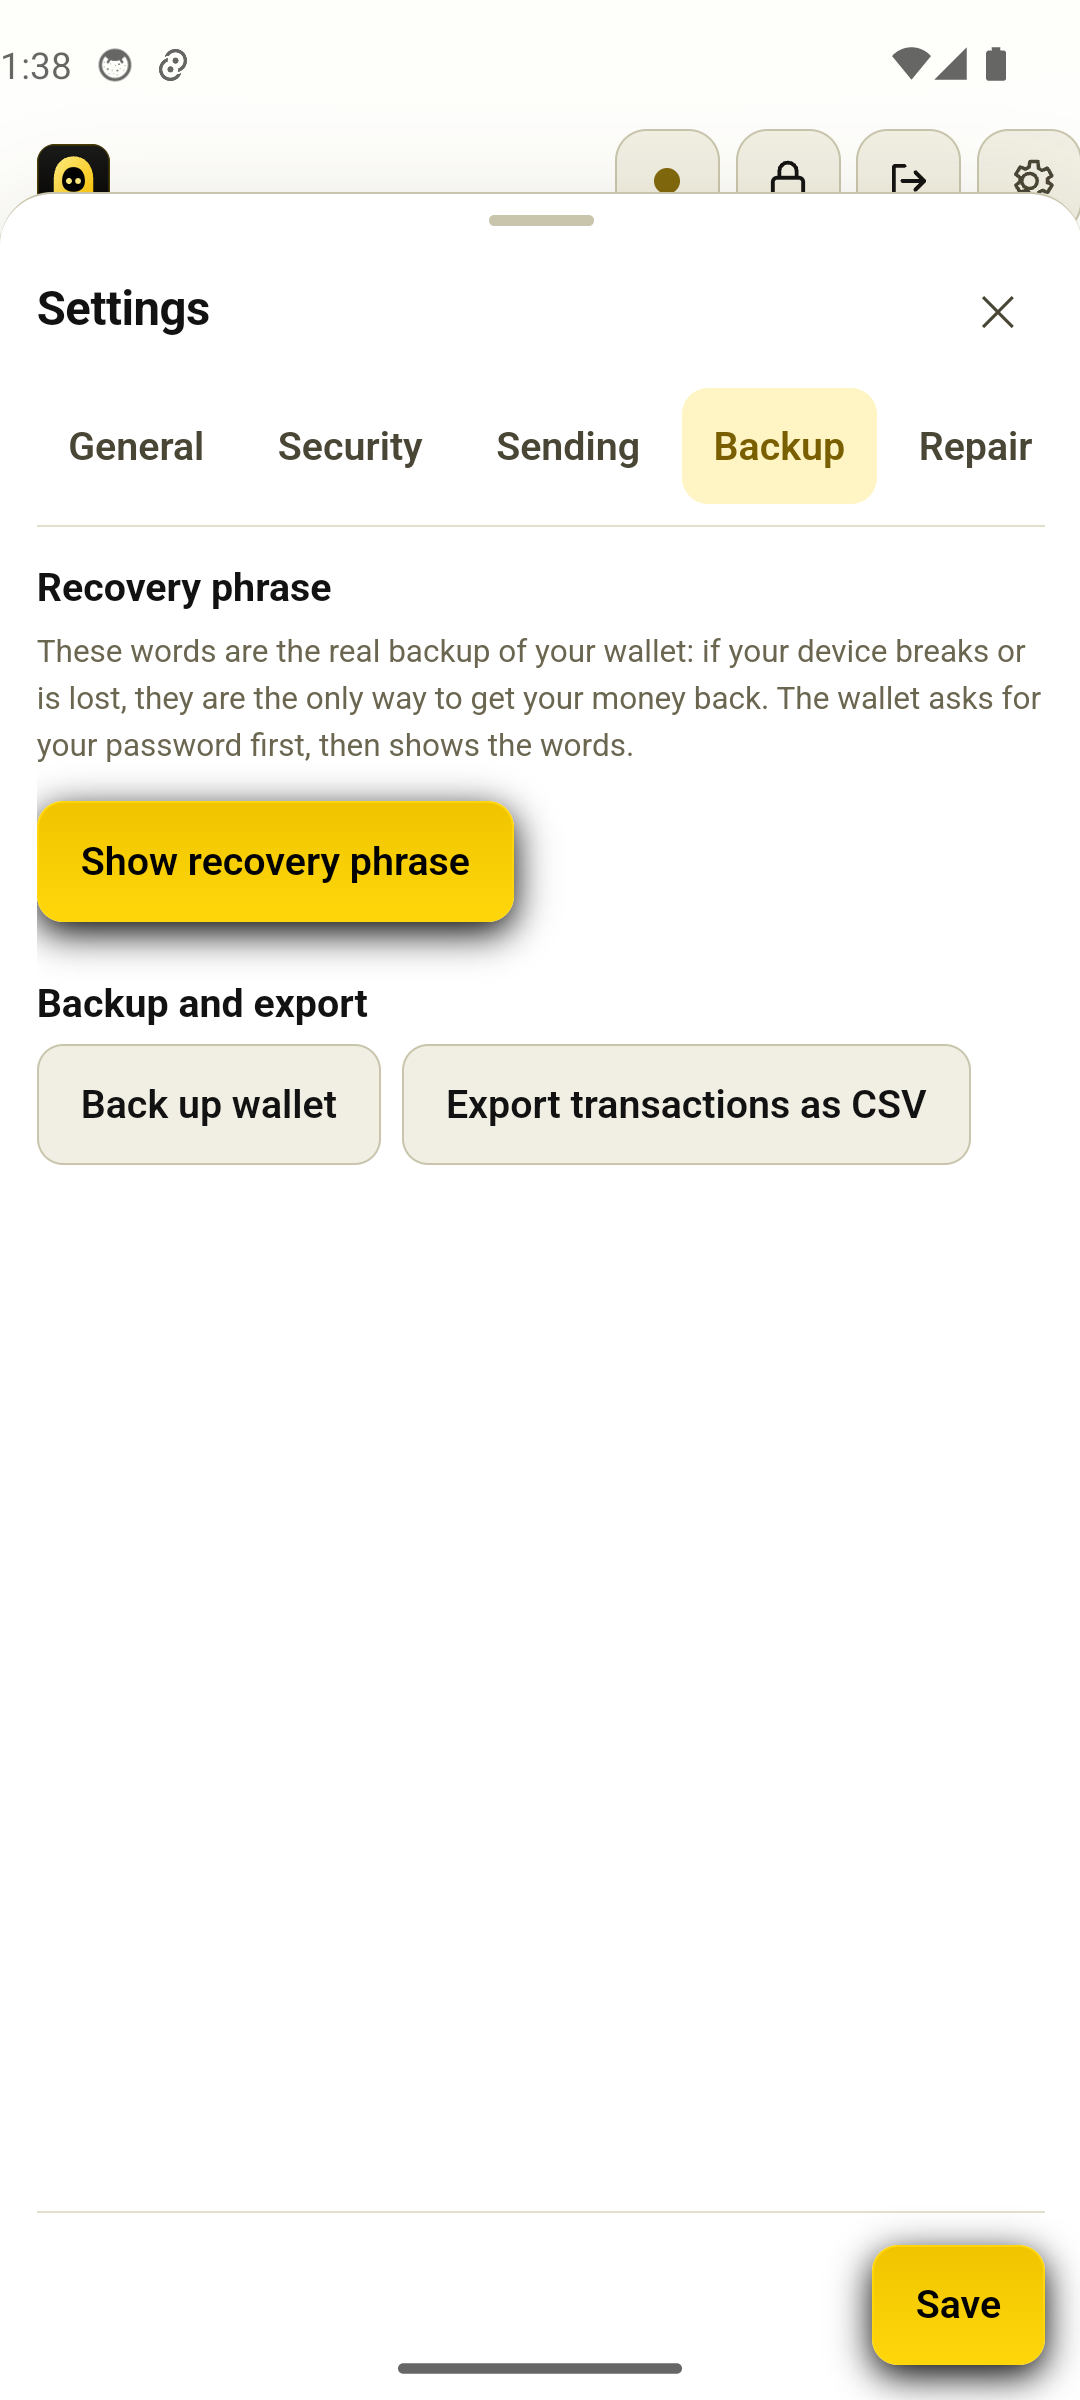 1:38
Settings
General Security Sending Backup Repair
Recovery phrase
These words are the real backup of your wallet: if your device breaks or
is lost, they are the only way to get your money back. The wallet asks for
your password first, then shows the words.
Show recovery phrase
Backup and export
Back up wallet Export transactions as CSV
Save